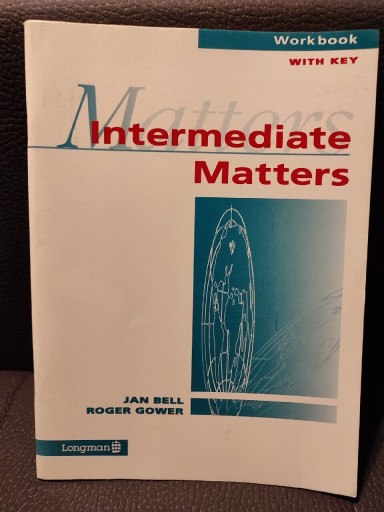 Workbook
WITH KEY
Matters
Intermediate
Matters
JAN BELL
ROGER GOWER
Longman